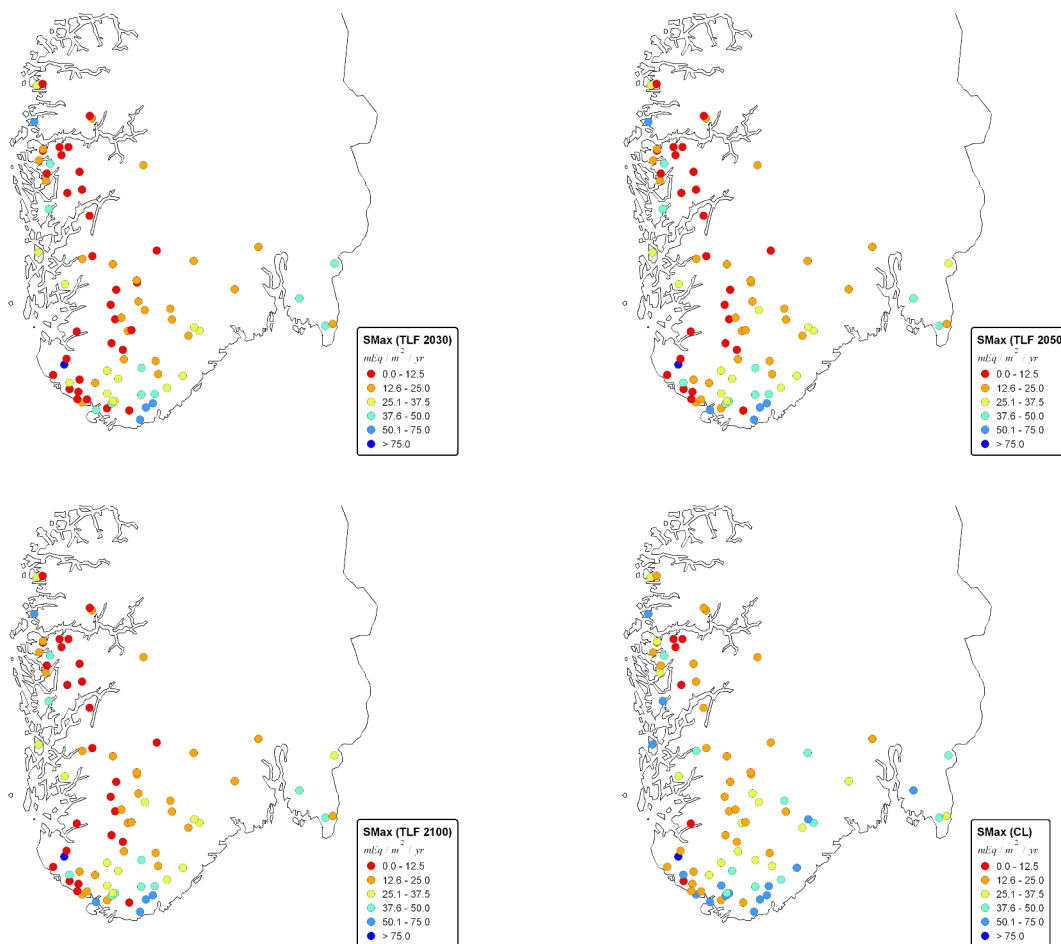 SMax (TLF 2030)
mEq / m² / yr
0.0 - 12.5
12.6 - 25.0
25.1 - 37.5
37.6 - 50.0
50.1 - 75.0
> 75.0
SMax (TLF 2050)
mEq / m² / yr
0.0 - 12.5
12.6 - 25.0
25.1 - 37.5
37.6 - 50.0
50.1 - 75.0
> 75.0
SMax (TLF 2100)
mEq / m² / yr
0.0 - 12.5
12.6 - 25.0
25.1 - 37.5
37.6 - 50.0
50.1 - 75.0
> 75.0
SMax (CL)
mEq / m² / yr
0.0 - 12.5
12.6 - 25.0
25.1 - 37.5
37.6 - 50.0
50.1 - 75.0
> 75.0